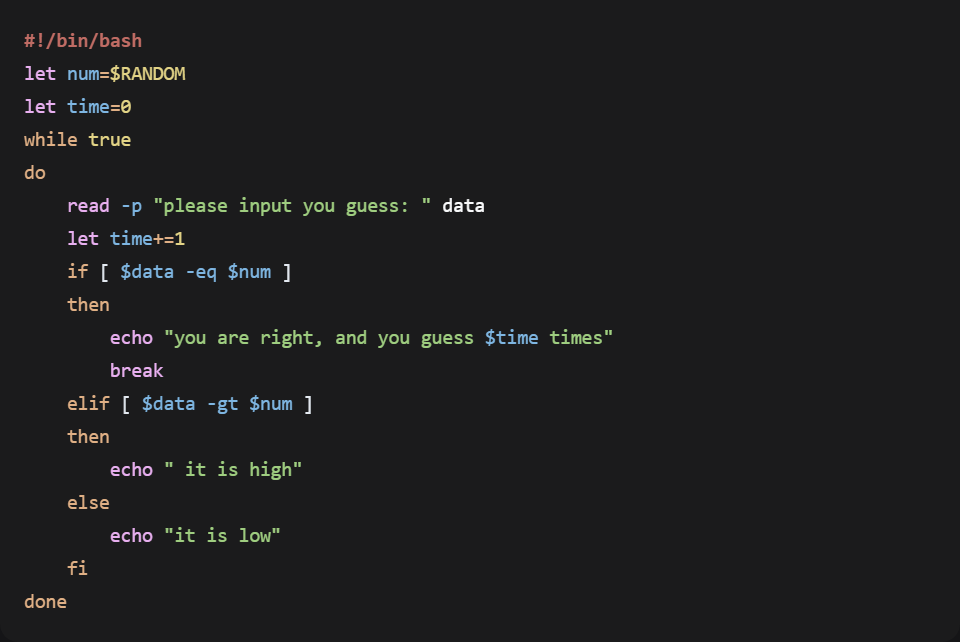 #!/bin/bash
let num=$RANDOM
let time=0
while true
do
    read -p "please input you guess: " data
    let time+=1
    if [ $data -eq $num ]
    then
        echo "you are right, and you guess $time times"
        break
    elif [ $data -gt $num ]
    then
        echo " it is high"
    else
        echo "it is low"
    fi
done